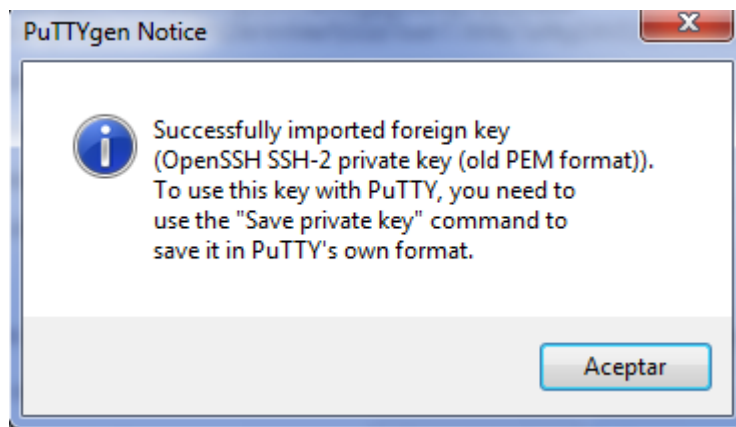 PuTTYgen Notice
Successfully imported foreign key
(OpenSSH SSH-2 private key (old PEM format)).
To use this key with PuTTY, you need to
use the "Save private key" command to
save it in PuTTY's own format.
Aceptar